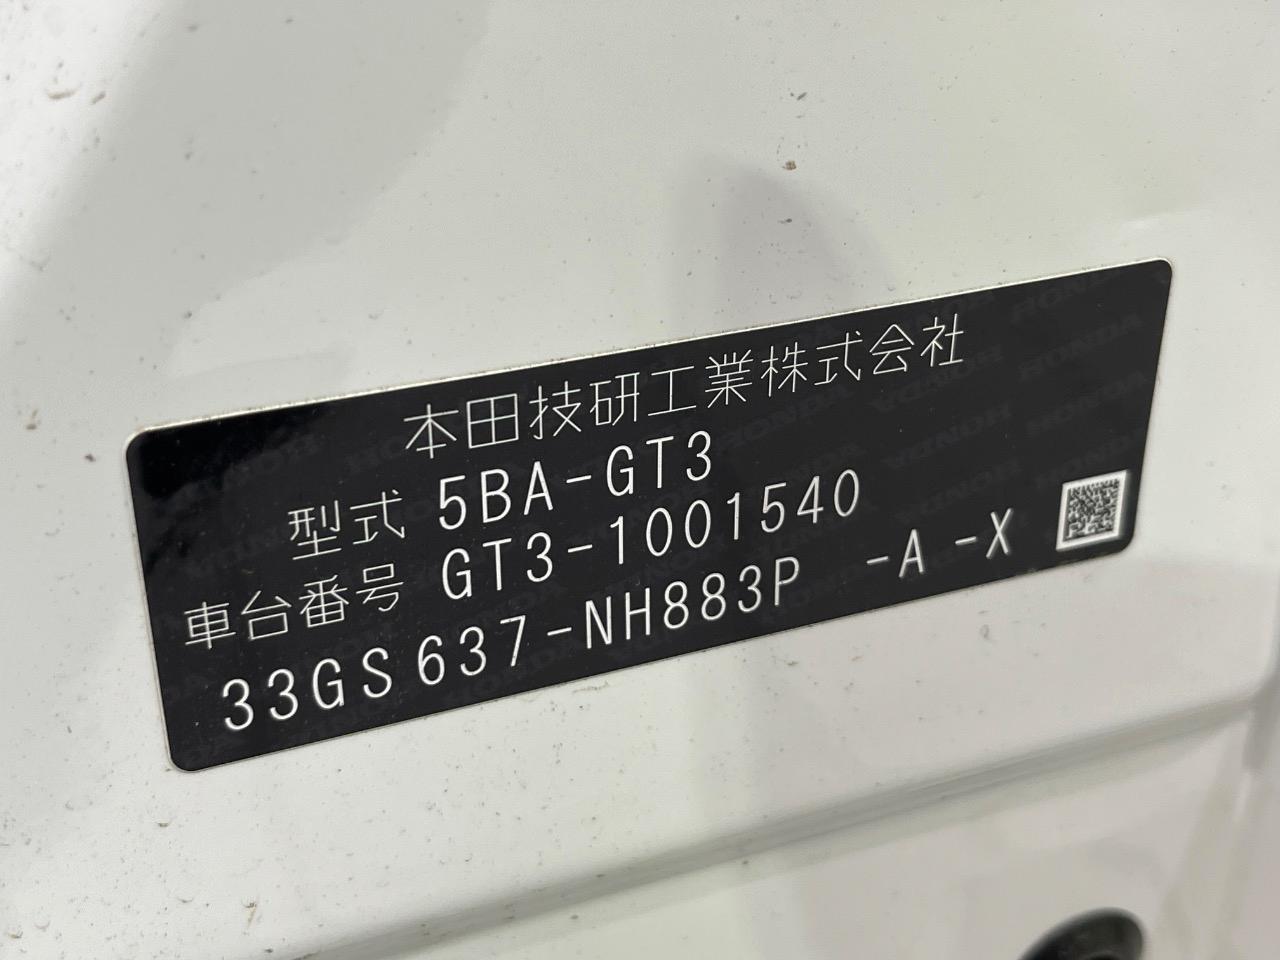 本田技研工業株式会社
型式 5BA-GT3
車台番号 GT3-1001540
33GS637-NH883P -A -X